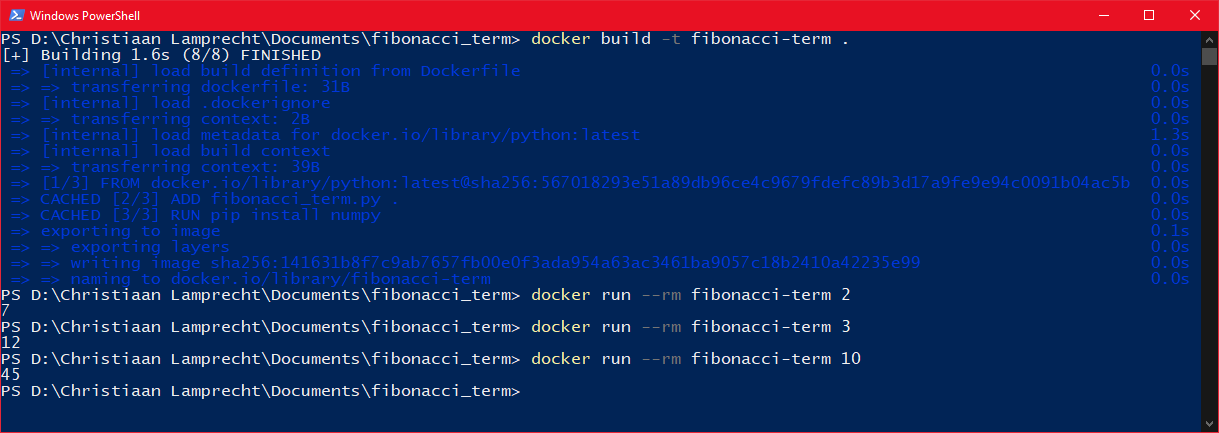 Windows PowerShell
PS D:\Christiaan Lamprecht\Documents\fibonacci_term> docker build -t fibonacci-term .
[+] Building 1.6s (8/8) FINISHED
=> [internal] load build definition from Dockerfile 0.0s
=> => transferring dockerfile: 31B 0.0s
=> [internal] load .dockerignore 0.0s
=> => transferring context: 2B 0.0s
=> [internal] load metadata for docker.io/library/python:latest 1.3s
=> [internal] load build context 0.0s
=> => transferring context: 39B 0.0s
=> [1/3] FROM docker.io/library/python:latest@sha256:567018293e51a89db96ce4c9679fdefc89b3d17a9fe9e94c0091b04ac5b 0.0s
=> CACHED [2/3] ADD fibonacci_term.py . 0.0s
=> CACHED [3/3] RUN pip install numpy 0.0s
=> exporting to image 0.1s
=> => exporting layers 0.0s
=> => writing image sha256:141631b8f7c9ab7657fb00e0f3ada954a63ac3461ba9057c18b2410a42235e99 0.0s
=> => naming to docker.io/library/fibonacci-term 0.0s
PS D:\Christiaan Lamprecht\Documents\fibonacci_term> docker run --rm fibonacci-term 2
7
PS D:\Christiaan Lamprecht\Documents\fibonacci_term> docker run --rm fibonacci-term 3
12
PS D:\Christiaan Lamprecht\Documents\fibonacci_term> docker run --rm fibonacci-term 10
45
PS D:\Christiaan Lamprecht\Documents\fibonacci_term>